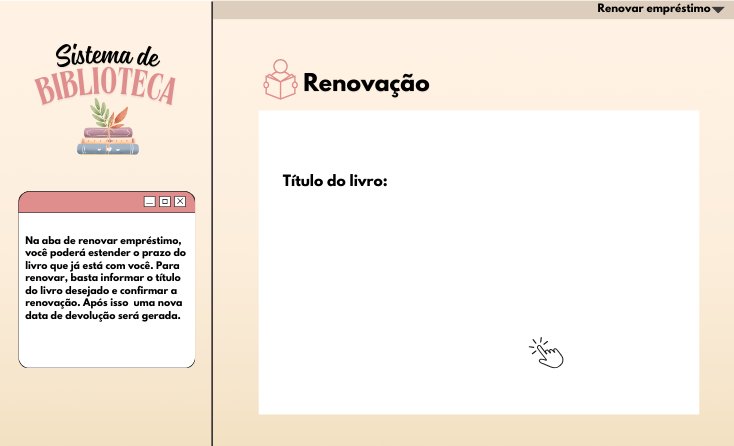 Renovar empréstimo
Sistema de
BIBLIOTECA
Renovação
Título do livro:
Na aba de renovar empréstimo,
você poderá estender o prazo do
livro que já está com você. Para
renovar, basta informar o título
do livro desejado e confirmar a
renovação. Após isso uma nova
data de devolução será gerada.